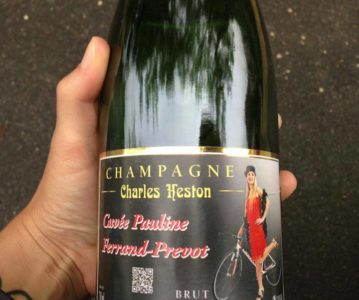 CHAMPAGNE
Charles Heston
Cuvée Pauline
Ferrand-Prevot
BRUT